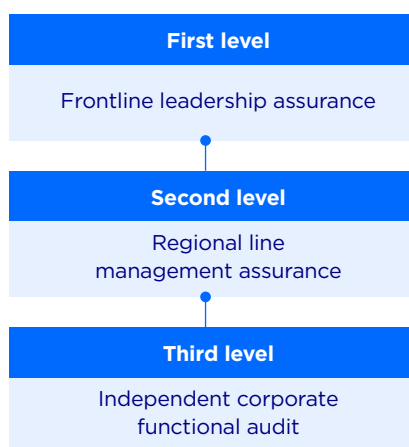 First level
Frontline leadership assurance
Second level
Regional line
management assurance
Third level
Independent corporate
functional audit